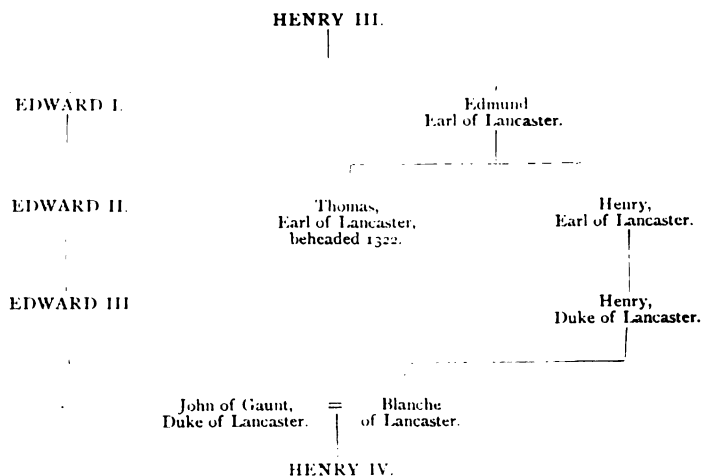 HENRY III.
EDWARD I.
Edmund
Earl of Lancaster.
EDWARD II.
Thomas,
Earl of Lancaster,
beheaded 1322.
Henry,
Earl of Lancaster.
EDWARD III
Henry,
Duke of Lancaster.
John of Gaunt,
Duke of Lancaster.
=
Blanche
of Lancaster.
HENRY IV.